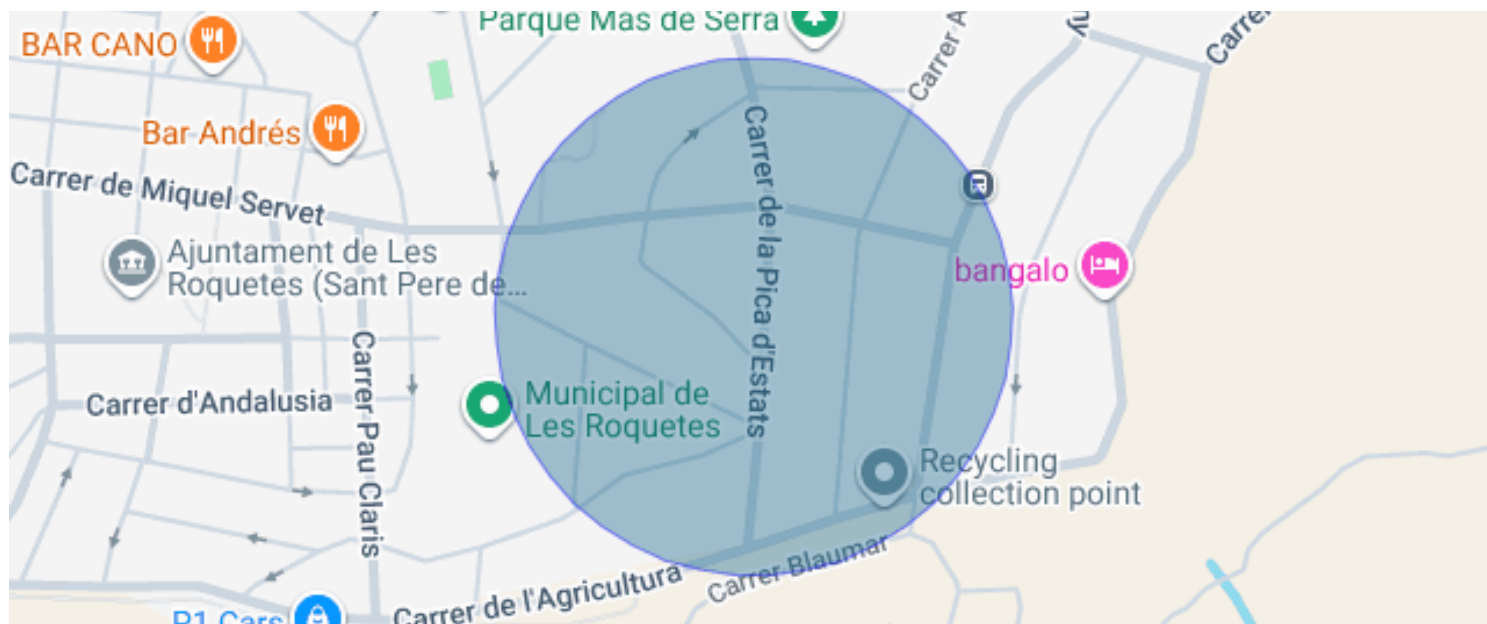 Parque Mas de Serra
BAR CANO
Carrer A
Carrer
Bar Andrés
Carrer de la Pica d'Estats
Carrer de Miquel Servet
Ajuntament de Les
Roquetes (Sant Pere de...
bangalo
Carrer Pau Claris
Carrer d'Andalusia
Municipal de
Les Roquetes
Recycling
collection point
Carrer Blaumar
Carrer de l'Agricultura
P1 Cars